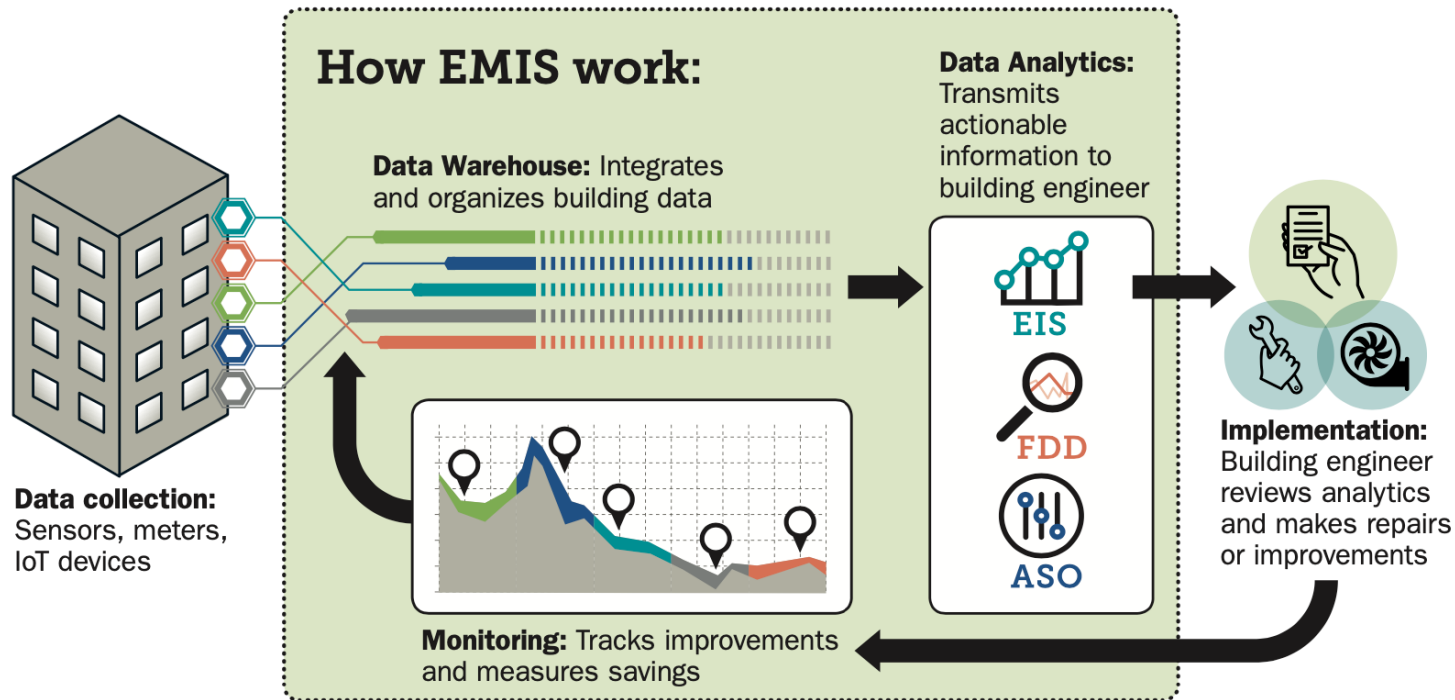 How EMIS work:
Data collection:
Sensors, meters,
IoT devices
Data Warehouse: Integrates
and organizes building data
Data Analytics:
Transmits
actionable
information to
building engineer
EIS
FDD
ASO
Implementation:
Building engineer
reviews analytics
and makes repairs
or improvements
Monitoring: Tracks improvements
and measures savings